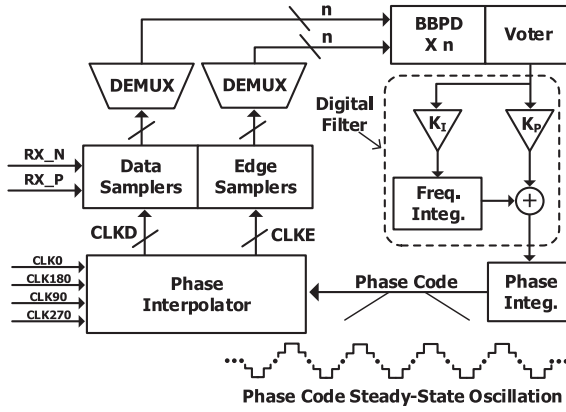 n
n
BBPD
X n
Voter
DEMUX
DEMUX
Digital
Filter
K_I
K_P
RX_N
RX_P
Data
Samplers
Edge
Samplers
Freq.
Integ.
+
CLKD
CLKE
CLK0
CLK180
CLK90
CLK270
Phase
Interpolator
Phase Code
Phase
Integ.
Phase Code Steady-State Oscillation